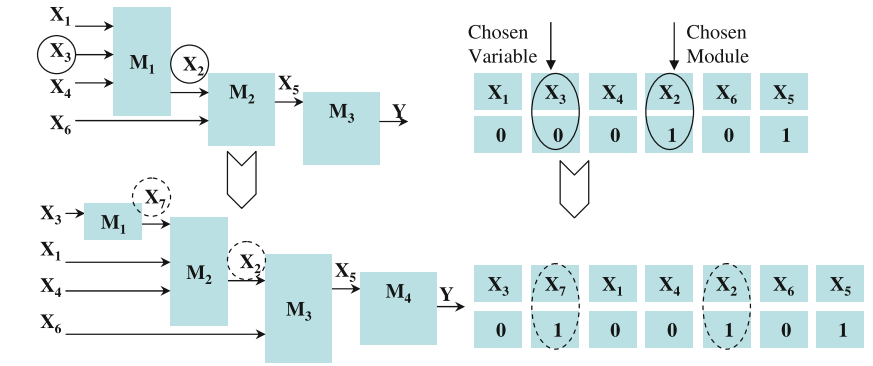 X1
X3
X4
X6
M1
X2
M2
X5
M3
Y
Chosen Variable
Chosen Module
X1 X3 X4 X2 X6 X5
0 0 0 1 0 1
X3
X1
X4
X6
M1
X7
M2
X2
M3
X5
M4
Y
X3 X7 X1 X4 X2 X6 X5
0 1 0 0 1 0 1